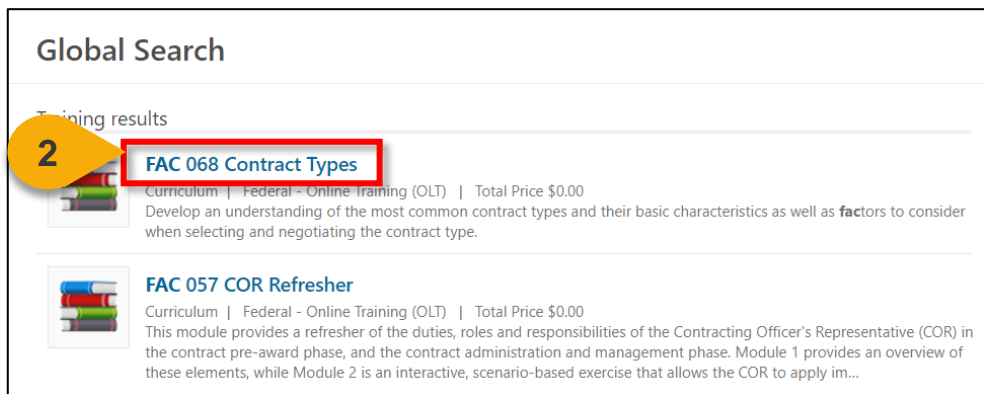 Global Search
Training results
2
FAC 068 Contract Types
Curriculum | Federal - Online Training (OLT) | Total Price $0.00
Develop an understanding of the most common contract types and their basic characteristics as well as factors to consider
when selecting and negotiating the contract type.
FAC 057 COR Refresher
Curriculum | Federal - Online Training (OLT) | Total Price $0.00
This module provides a refresher of the duties, roles and responsibilities of the Contracting Officer's Representative (COR) in
the contract pre-award phase, and the contract administration and management phase. Module 1 provides an overview of
these elements, while Module 2 is an interactive, scenario-based exercise that allows the COR to apply im...